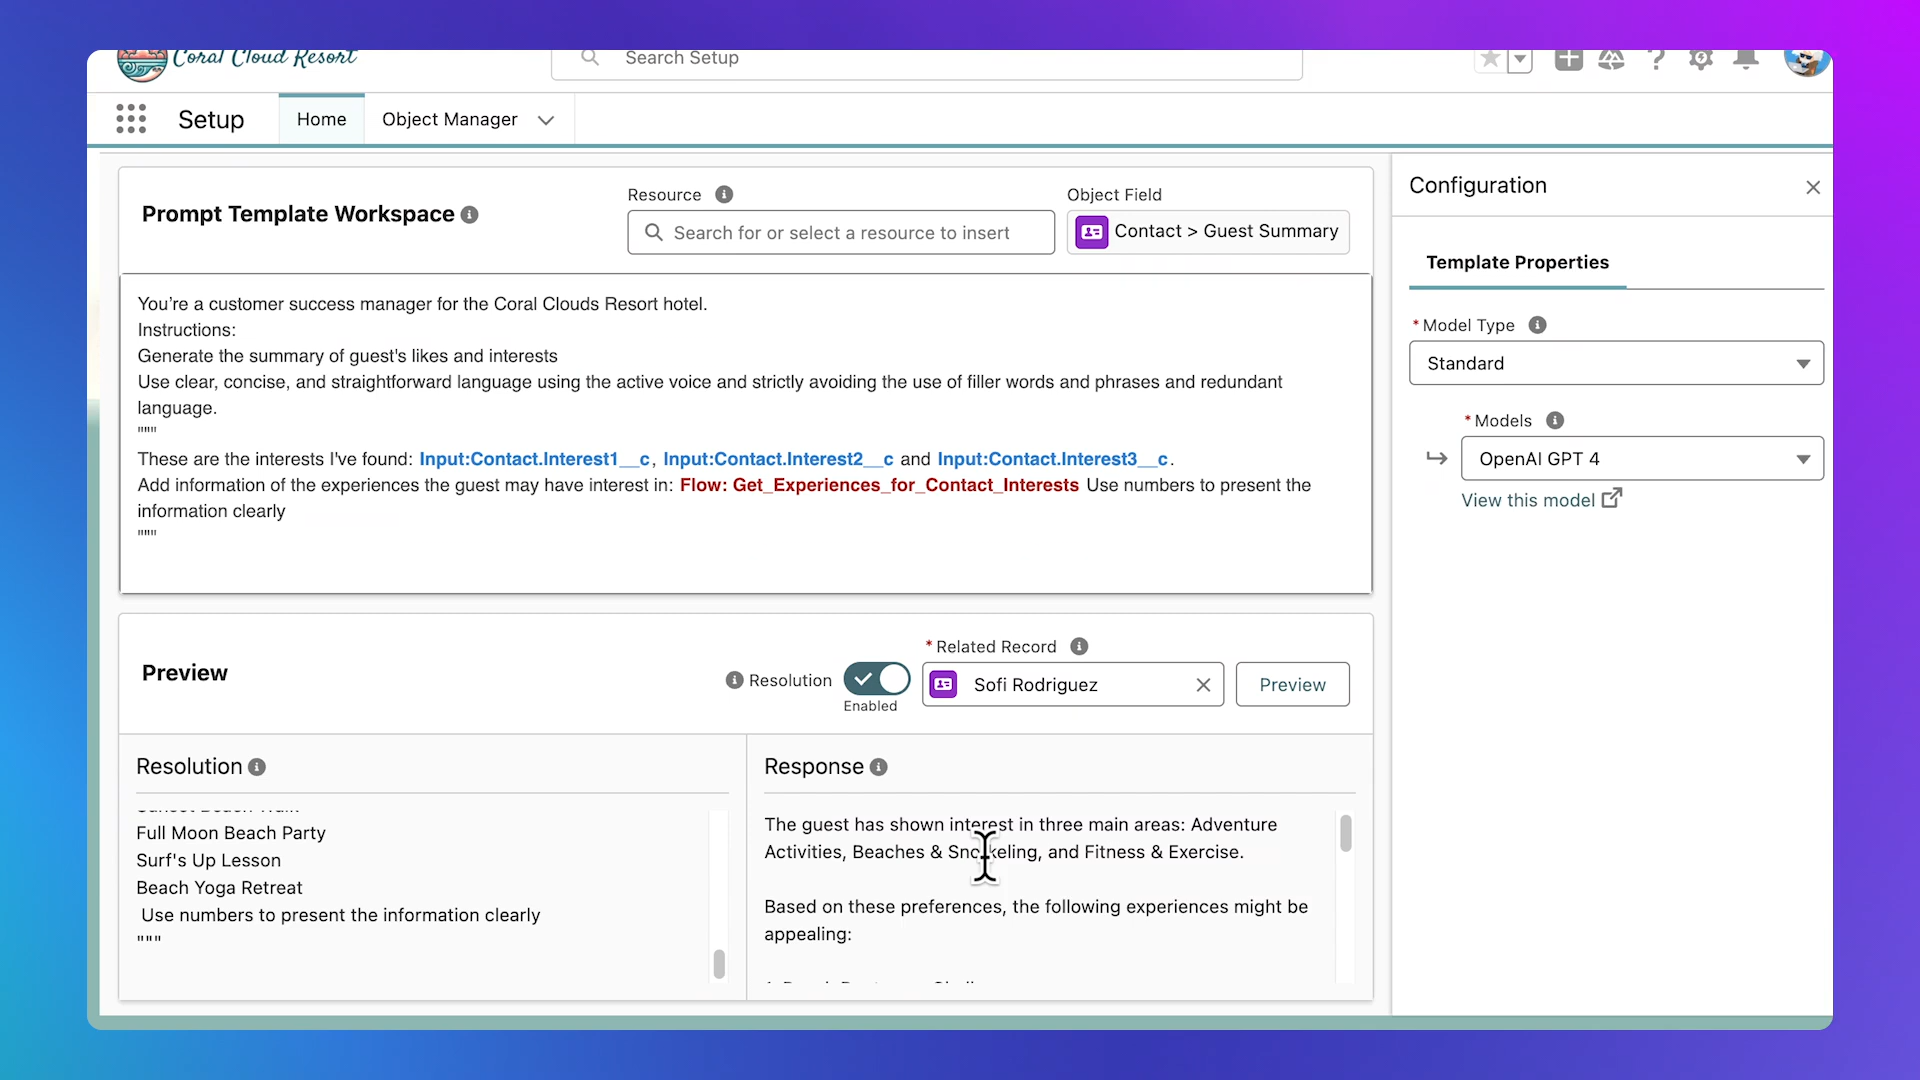 Coral Cloud Resort
Search Setup
Setup
Home
Object Manager
Prompt Template Workspace
Resource
Search for or select a resource to insert
Object Field
Contact > Guest Summary
You’re a customer success manager for the Coral Clouds Resort hotel.
Instructions:
Generate the summary of guest's likes and interests
Use clear, concise, and straightforward language using the active voice and strictly avoiding the use of filler words and phrases and redundant
language.
"""
These are the interests I've found: Input:Contact.Interest1__c, Input:Contact.Interest2__c and Input:Contact.Interest3__c.
Add information of the experiences the guest may have interest in: Flow: Get_Experiences_for_Contact_Interests Use numbers to present the
information clearly
"""
Preview
Resolution
Enabled
* Related Record
Sofi Rodriguez
Preview
Resolution
Full Moon Beach Party
Surf's Up Lesson
Beach Yoga Retreat
Use numbers to present the information clearly
"""
Response
The guest has shown interest in three main areas: Adventure
Activities, Beaches & Snorkeling, and Fitness & Exercise.
Based on these preferences, the following experiences might be
appealing:
Configuration
Template Properties
* Model Type
Standard
* Models
OpenAI GPT 4
View this model